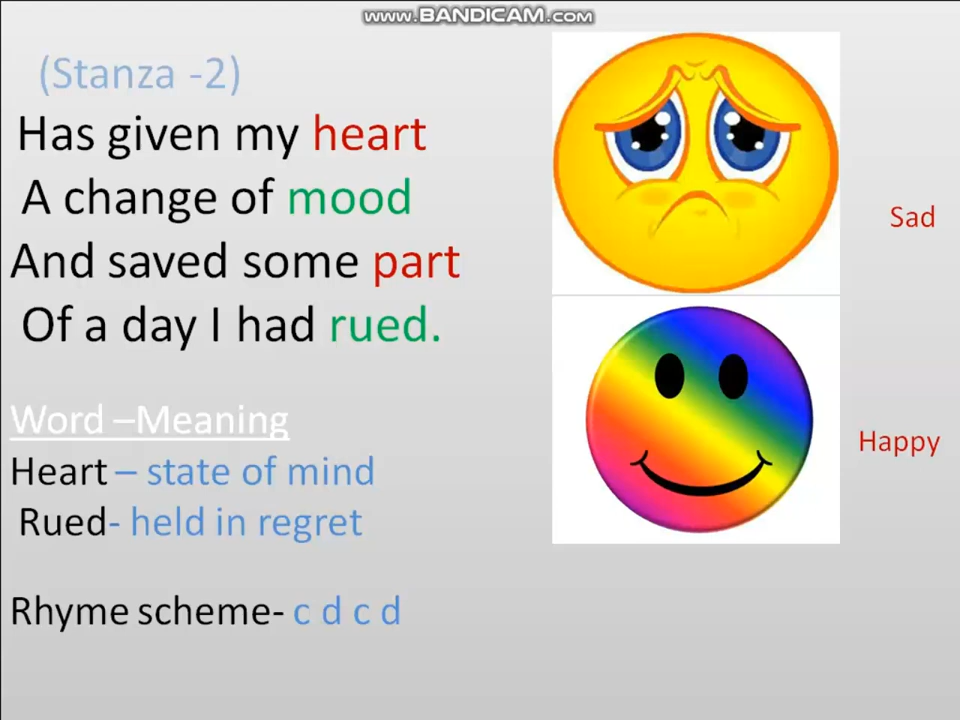 www.BANDICAM.com
(Stanza -2)
Has given my heart
A change of mood
And saved some part
Of a day I had rued.
Sad
Word –Meaning
Heart – state of mind
Happy
Rued- held in regret
Rhyme scheme- c d c d